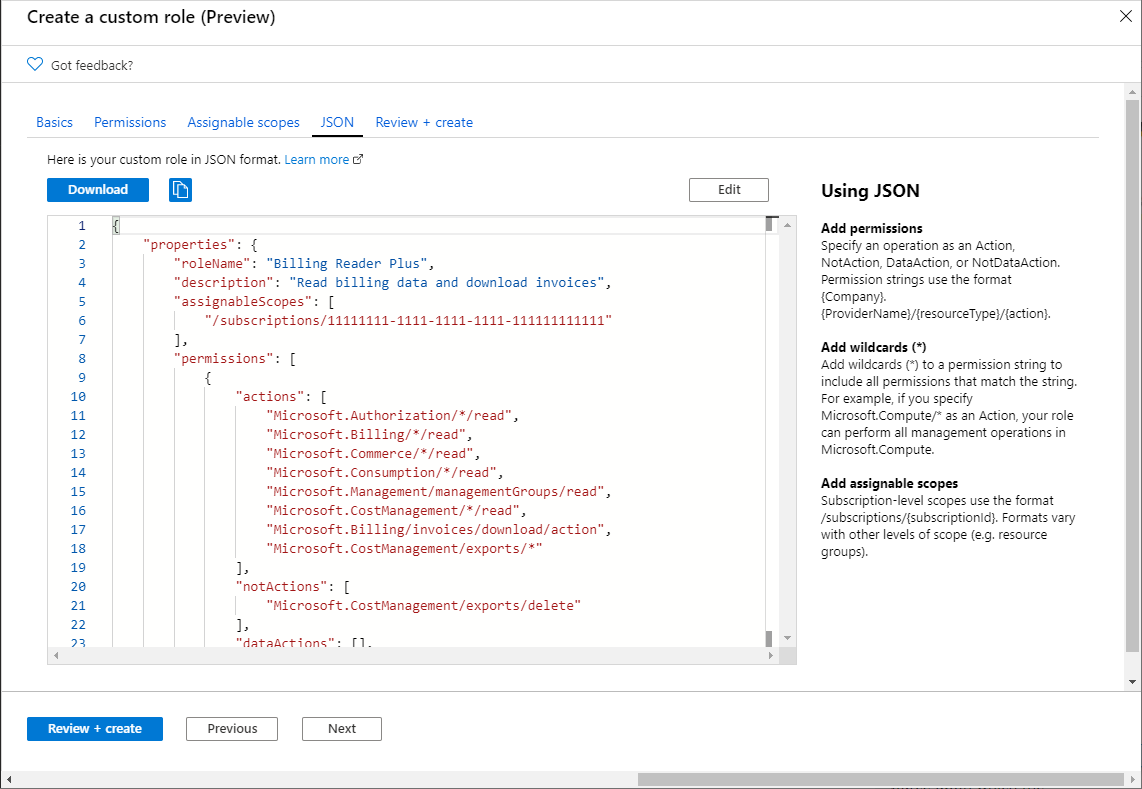 Create a custom role (Preview)
Got feedback?
Basics
Permissions
Assignable scopes
JSON
Review + create
Here is your custom role in JSON format. Learn more
Download
Edit
1 {
2 "properties": {
3 "roleName": "Billing Reader Plus",
4 "description": "Read billing data and download invoices",
5 "assignableScopes": [
6 "/subscriptions/11111111-1111-1111-1111-111111111111"
7 ],
8 "permissions": [
9 {
10 "actions": [
11 "Microsoft.Authorization/*/read",
12 "Microsoft.Billing/*/read",
13 "Microsoft.Commerce/*/read",
14 "Microsoft.Consumption/*/read",
15 "Microsoft.Management/managementGroups/read",
16 "Microsoft.CostManagement/*/read",
17 "Microsoft.Billing/invoices/download/action",
18 "Microsoft.CostManagement/exports/*"
19 ],
20 "notActions": [
21 "Microsoft.CostManagement/exports/delete"
22 ],
23 "dataActions": [],
Using JSON
Add permissions
Specify an operation as an Action,
NotAction, DataAction, or NotDataAction.
Permission strings use the format
{Company}.
{ProviderName}/{resourceType}/{action}.
Add wildcards (*)
Add wildcards (*) to a permission string to
include all permissions that match the string.
For example, if you specify
Microsoft.Compute/* as an Action, your role
can perform all management operations in
Microsoft.Compute.
Add assignable scopes
Subscription-level scopes use the format
/subscriptions/{subscriptionId}. Formats vary
with other levels of scope (e.g. resource
groups).
Review + create
Previous
Next